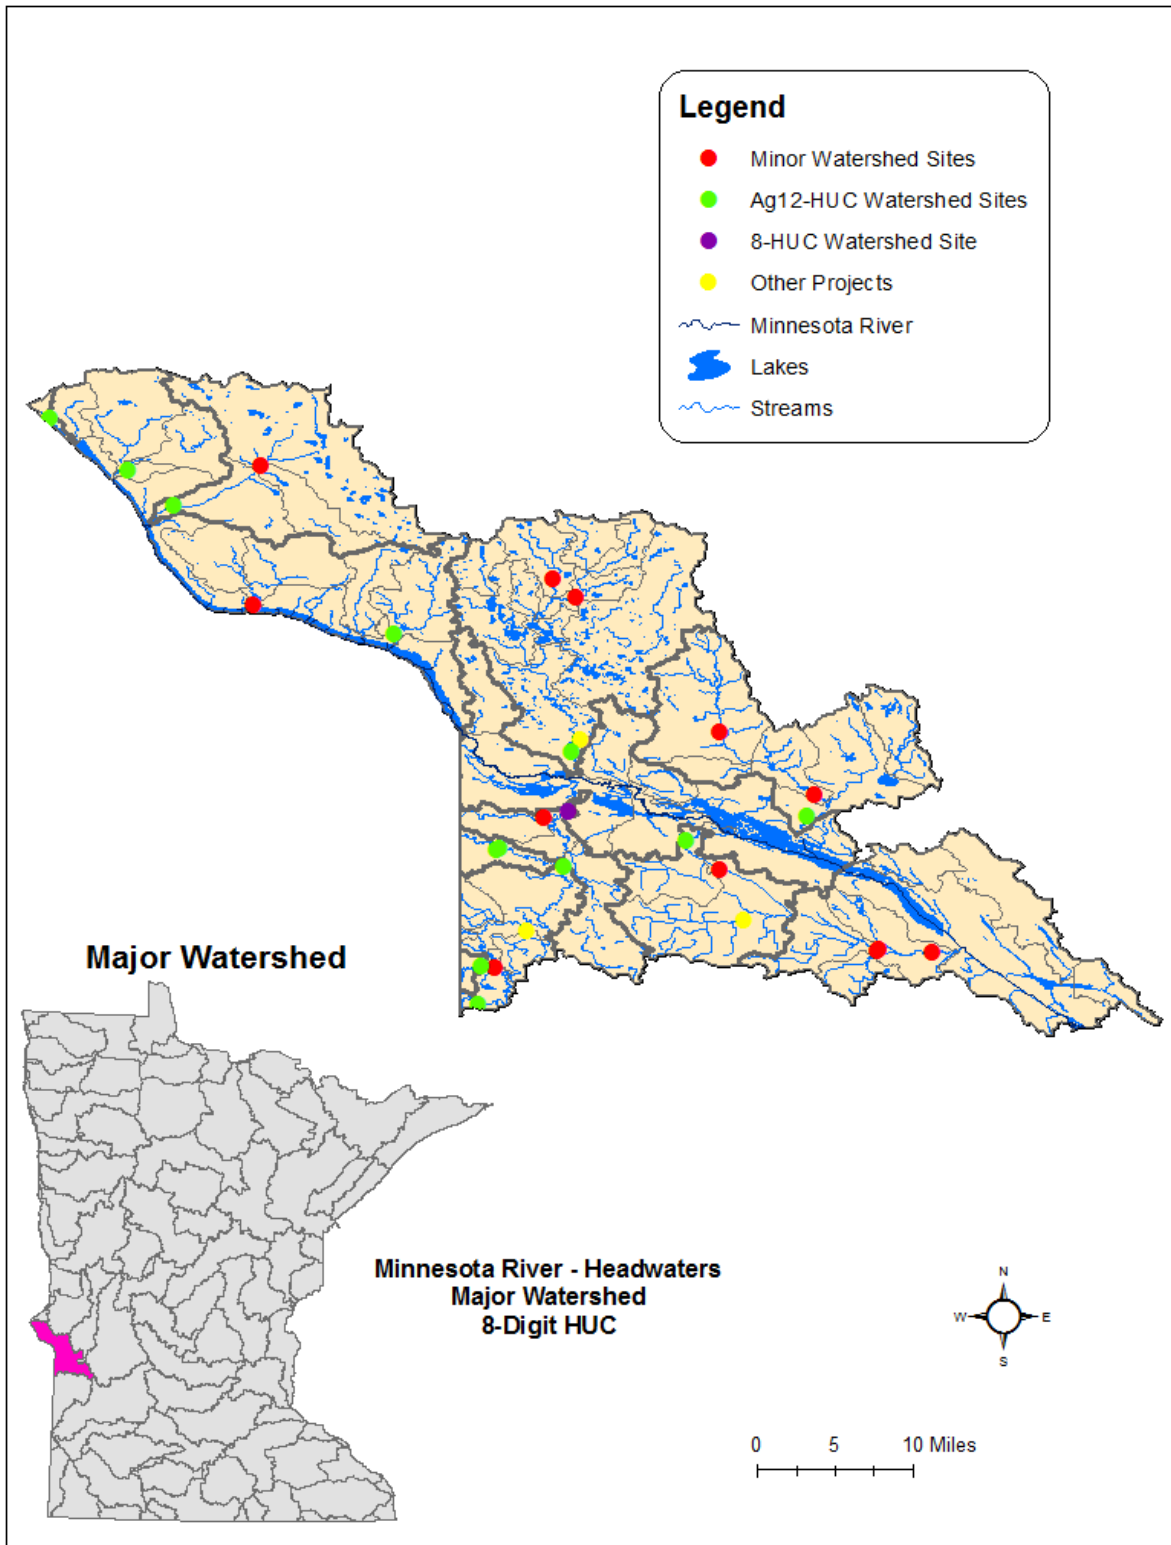 Legend
Minor Watershed Sites
Ag12-HUC Watershed Sites
8-HUC Watershed Site
Other Projects
Minnesota River
Lakes
Streams
Major Watershed
Minnesota River - Headwaters
Major Watershed
8-Digit HUC
N
W E
S
0 5 10 Miles